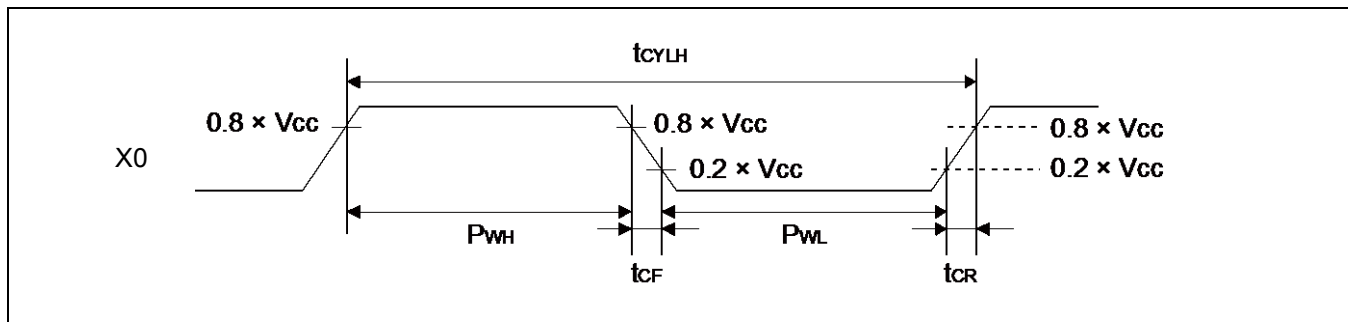 tCYLH
0.8 × VCC
0.8 × VCC
0.8 × VCC
X0
0.2 × VCC
0.2 × VCC
PWH
PWL
tCF
tCR